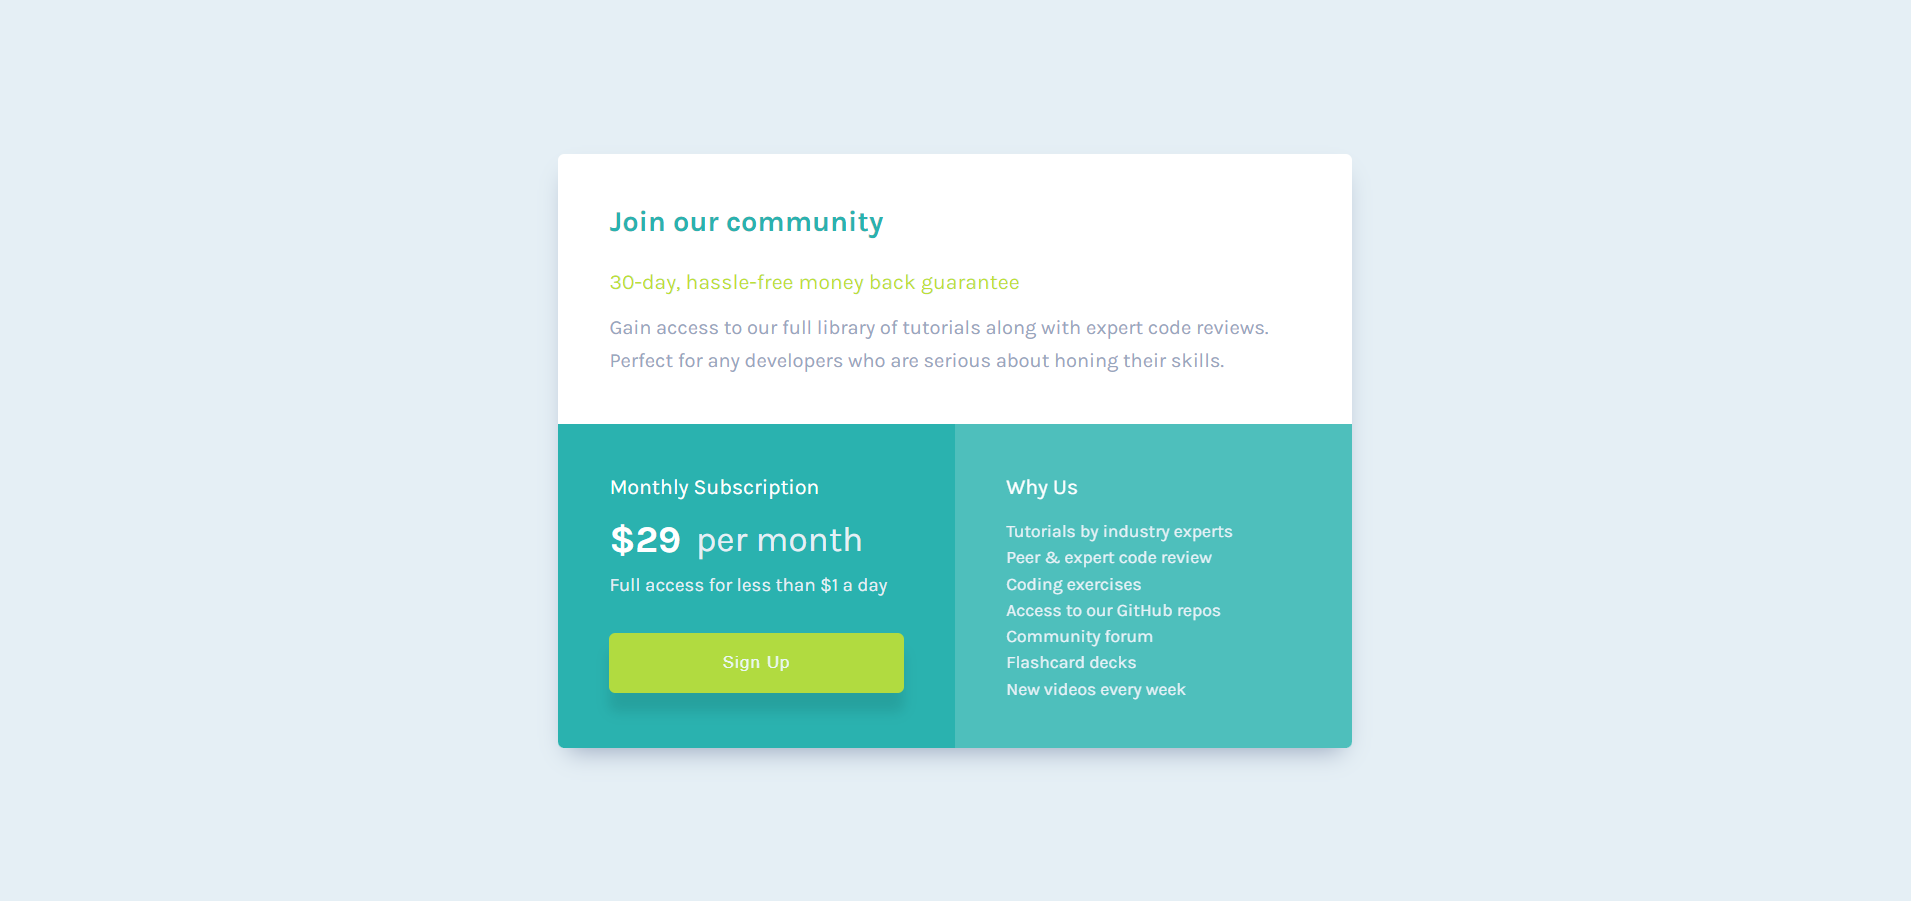 Join our community
30-day, hassle-free money back guarantee
Gain access to our full library of tutorials along with expert code reviews.
Perfect for any developers who are serious about honing their skills.
Monthly Subscription
$29 per month
Full access for less than $1 a day
Sign Up
Why Us
Tutorials by industry experts
Peer & expert code review
Coding exercises
Access to our GitHub repos
Community forum
Flashcard decks
New videos every week